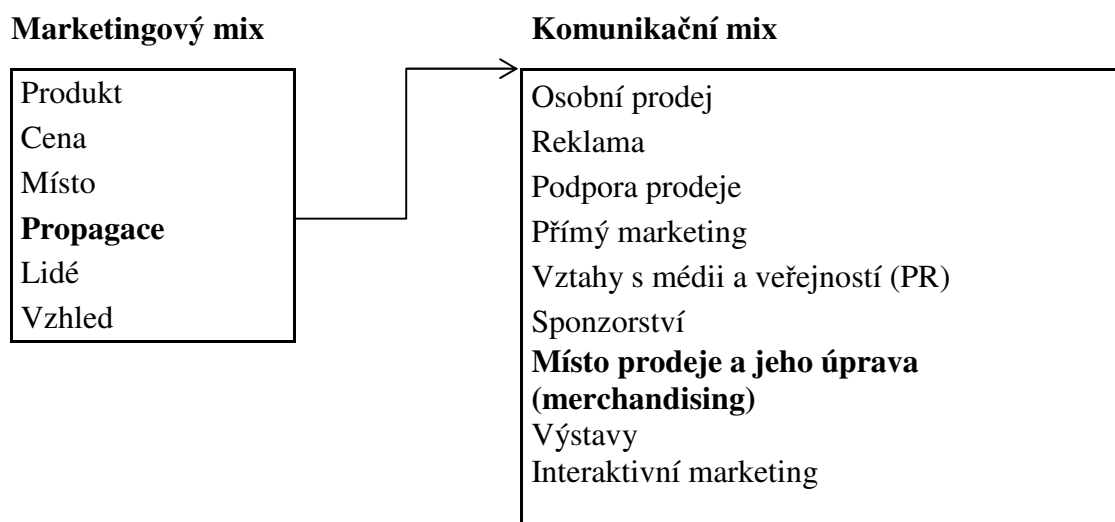 Marketingový mix
Produkt
Cena
Místo
Propagace
Lidé
Vzhled
Komunikační mix
Osobní prodej
Reklama
Podpora prodeje
Přímý marketing
Vztahy s médii a veřejností (PR)
Sponzorství
Místo prodeje a jeho úprava
(merchandising)
Výstavy
Interaktivní marketing